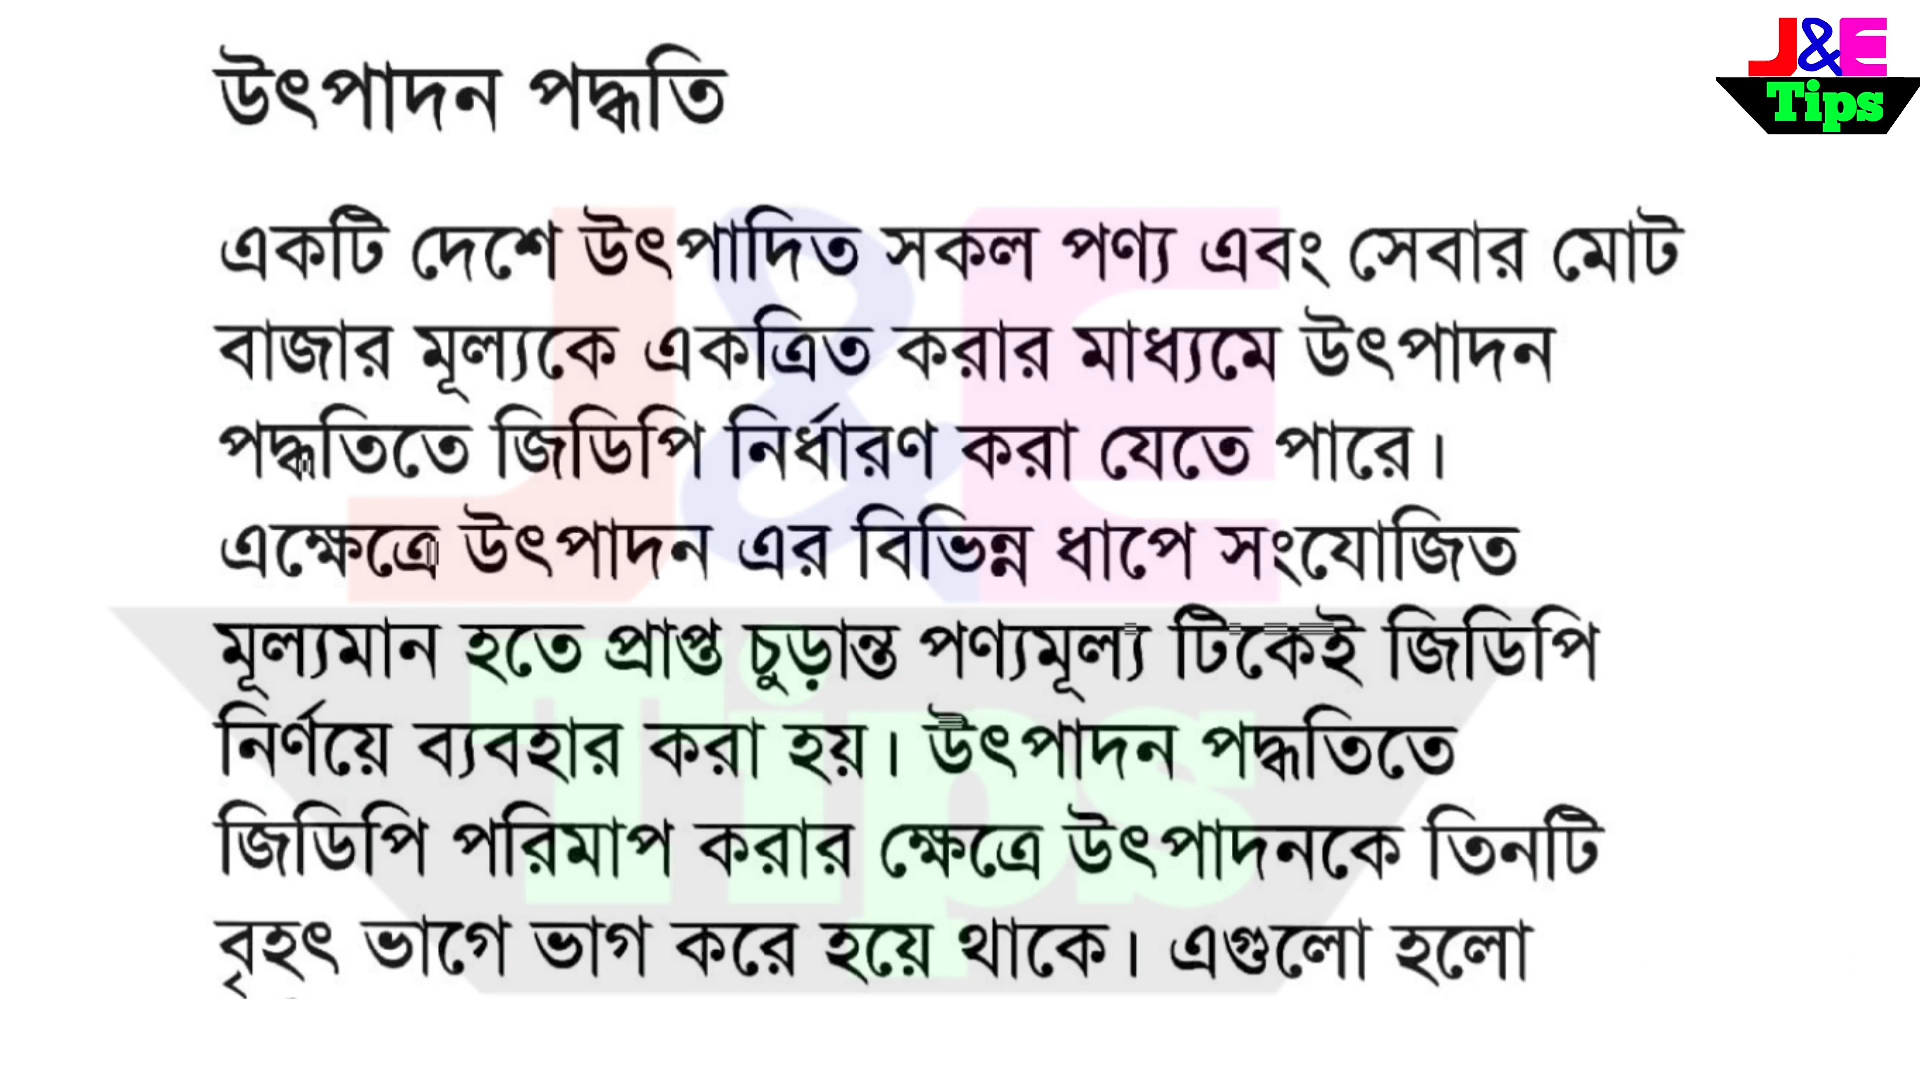 উৎপাদন পদ্ধতি
J&E
Tips
একটি দেশে উৎপাদিত সকল পণ্য এবং সেবার মোট
বাজার মূল্যকে একত্রিত করার মাধ্যমে উৎপাদন
পদ্ধতিতে জিডিপি নির্ধারণ করা যেতে পারে।
এক্ষেত্রে উৎপাদন এর বিভিন্ন ধাপে সংযোজিত
মূল্যমান হতে প্রাপ্ত চুড়ান্ত পণ্যমূল্য টিকেই জিডিপি
নির্ণয়ে ব্যবহার করা হয়। উৎপাদন পদ্ধতিতে
জিডিপি পরিমাপ করার ক্ষেত্রে উৎপাদনকে তিনটি
বৃহৎ ভাগে ভাগ করে হয়ে থাকে। এগুলো হলো
J&E
Tips